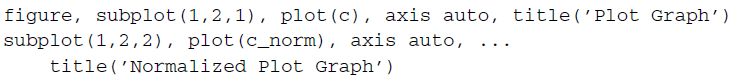 figure, subplot(1,2,1), plot(c), axis auto, title(’Plot Graph’)
subplot(1,2,2), plot(c_norm), axis auto, ...
title(’Normalized Plot Graph’)